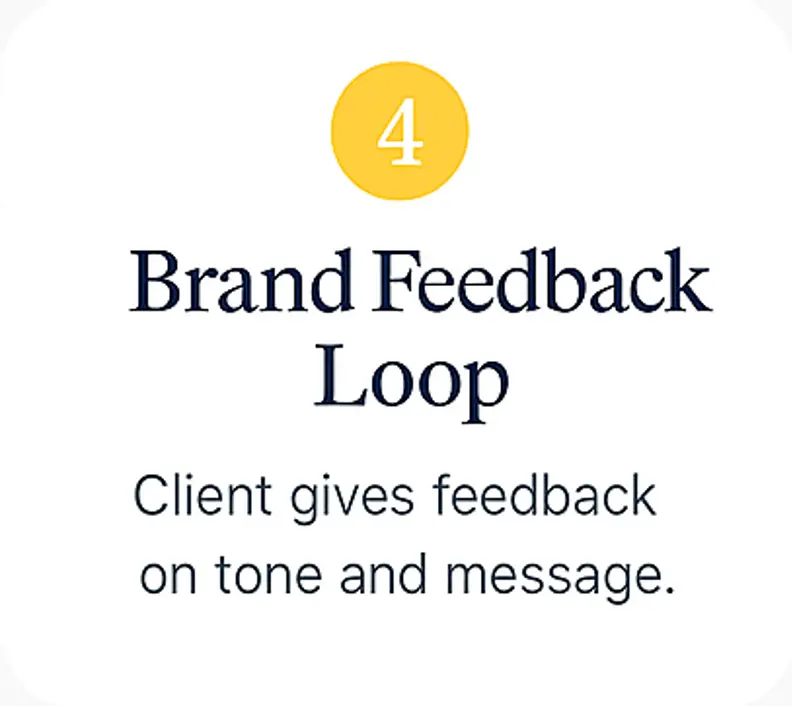 4
Brand Feedback
Loop
Client gives feedback
on tone and message.